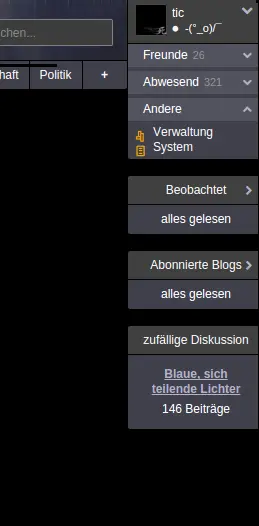 chen...
haft
Politik
+
tic
● -(°_o)/¯
Freunde 26
Abwesend 321
Andere
Verwaltung
System
Beobachtet
alles gelesen
Abonnierte Blogs
alles gelesen
zufällige Diskussion
Blaue, sich
teilende Lichter
146 Beiträge